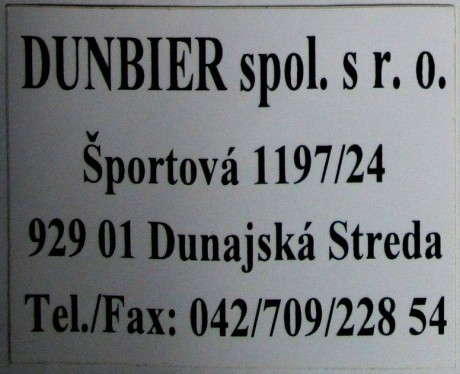 DUNBIER spol. s r. o.
Športová 1197/24
929 01 Dunajská Streda
Tel./Fax: 042/709/228 54